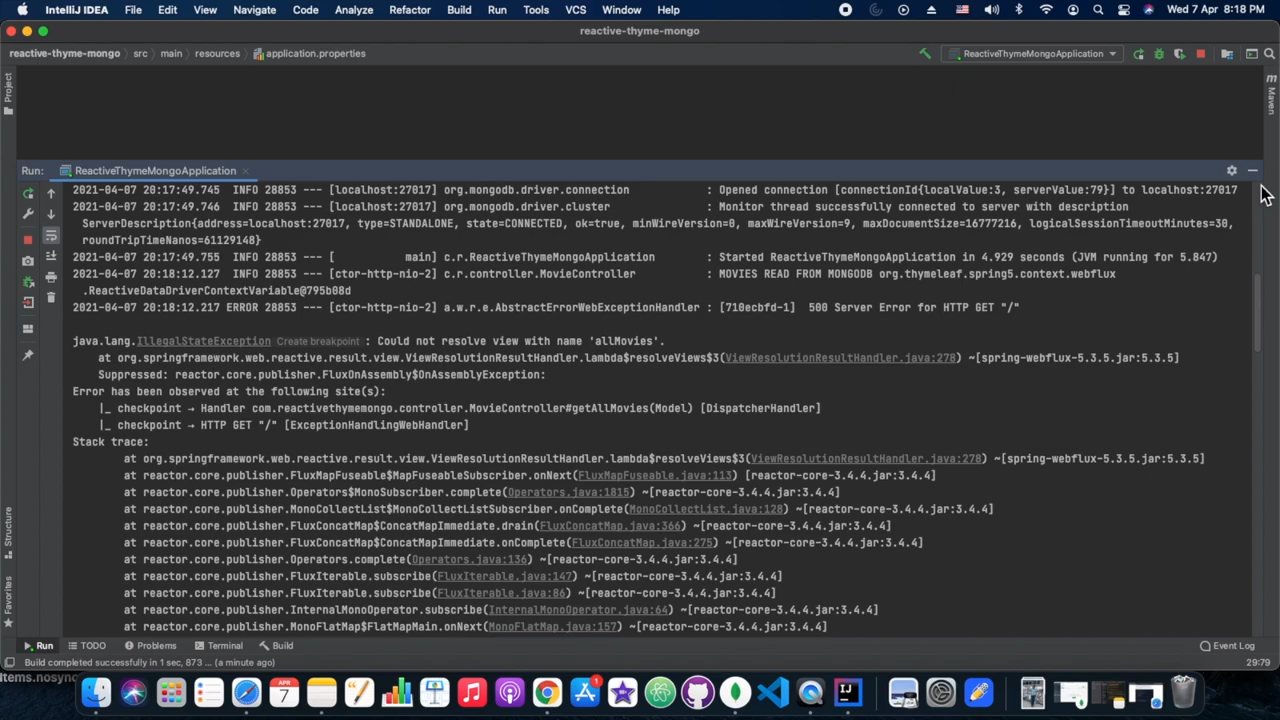 IntelliJ IDEA File Edit View Navigate Code Analyze Refactor Build Run Tools VCS Window Help Wed 7 Apr 8:18 PM
reactive-thyme-mongo
reactive-thyme-mongo src main resources application.properties ReactiveThymeMongoApplication
Project
Maven
Run: ReactiveThymeMongoApplication
2021-04-07 20:17:49.745 INFO 28853 --- [localhost:27017] org.mongodb.driver.connection : Opened connection [connectionId{localValue:3, serverValue:79}] to localhost:27017
2021-04-07 20:17:49.746 INFO 28853 --- [localhost:27017] org.mongodb.driver.cluster : Monitor thread successfully connected to server with description
ServerDescription{address=localhost:27017, type=STANDALONE, state=CONNECTED, ok=true, minWireVersion=0, maxWireVersion=9, maxDocumentSize=16777216, logicalSessionTimeoutMinutes=30,
roundTripTimeNanos=61129148}
2021-04-07 20:17:49.755 INFO 28853 --- [ main] c.r.ReactiveThymeMongoApplication : Started ReactiveThymeMongoApplication in 4.929 seconds (JVM running for 5.847)
2021-04-07 20:18:12.127 INFO 28853 --- [ctor-http-nio-2] c.r.controller.MovieController : MOVIES READ FROM MONGODB org.thymeleaf.spring5.context.webflux
.ReactiveDataDriverContextVariable@795b08d
2021-04-07 20:18:12.217 ERROR 28853 --- [ctor-http-nio-2] a.w.r.e.AbstractErrorWebExceptionHandler : [710ecbfd-1] 500 Server Error for HTTP GET "/"
java.lang.IllegalStateException Create breakpoint : Could not resolve view with name 'allMovies'.
at org.springframework.web.reactive.result.view.ViewResolutionResultHandler.lambda$resolveViews$3(ViewResolutionResultHandler.java:278) ~[spring-webflux-5.3.5.jar:5.3.5]
Suppressed: reactor.core.publisher.FluxOnAssembly$OnAssemblyException:
Error has been observed at the following site(s):
|_ checkpoint → Handler com.reactivethymemongo.controller.MovieController#getAllMovies(Model) [DispatcherHandler]
|_ checkpoint → HTTP GET "/" [ExceptionHandlingWebHandler]
Stack trace:
at org.springframework.web.reactive.result.view.ViewResolutionResultHandler.lambda$resolveViews$3(ViewResolutionResultHandler.java:278) ~[spring-webflux-5.3.5.jar:5.3.5]
at reactor.core.publisher.FluxMapFuseable$MapFuseableSubscriber.onNext(FluxMapFuseable.java:113) [reactor-core-3.4.4.jar:3.4.4]
at reactor.core.publisher.Operators$MonoSubscriber.complete(Operators.java:1815) ~[reactor-core-3.4.4.jar:3.4.4]
at reactor.core.publisher.MonoCollectList$MonoCollectListSubscriber.onComplete(MonoCollectList.java:128) ~[reactor-core-3.4.4.jar:3.4.4]
at reactor.core.publisher.FluxConcatMap$ConcatMapImmediate.drain(FluxConcatMap.java:366) ~[reactor-core-3.4.4.jar:3.4.4]
at reactor.core.publisher.FluxConcatMap$ConcatMapImmediate.onComplete(FluxConcatMap.java:275) ~[reactor-core-3.4.4.jar:3.4.4]
at reactor.core.publisher.Operators.complete(Operators.java:136) ~[reactor-core-3.4.4.jar:3.4.4]
at reactor.core.publisher.FluxIterable.subscribe(FluxIterable.java:147) ~[reactor-core-3.4.4.jar:3.4.4]
at reactor.core.publisher.FluxIterable.subscribe(FluxIterable.java:86) ~[reactor-core-3.4.4.jar:3.4.4]
at reactor.core.publisher.InternalMonoOperator.subscribe(InternalMonoOperator.java:64) ~[reactor-core-3.4.4.jar:3.4.4]
at reactor.core.publisher.MonoFlatMap$FlatMapMain.onNext(MonoFlatMap.java:157) ~[reactor-core-3.4.4.jar:3.4.4]
Structure
Favorites
Run TODO Problems Terminal Build Event Log
Build completed successfully in 1 sec, 873 ... (a minute ago) 29:79
Items.nosync
APR
7
1